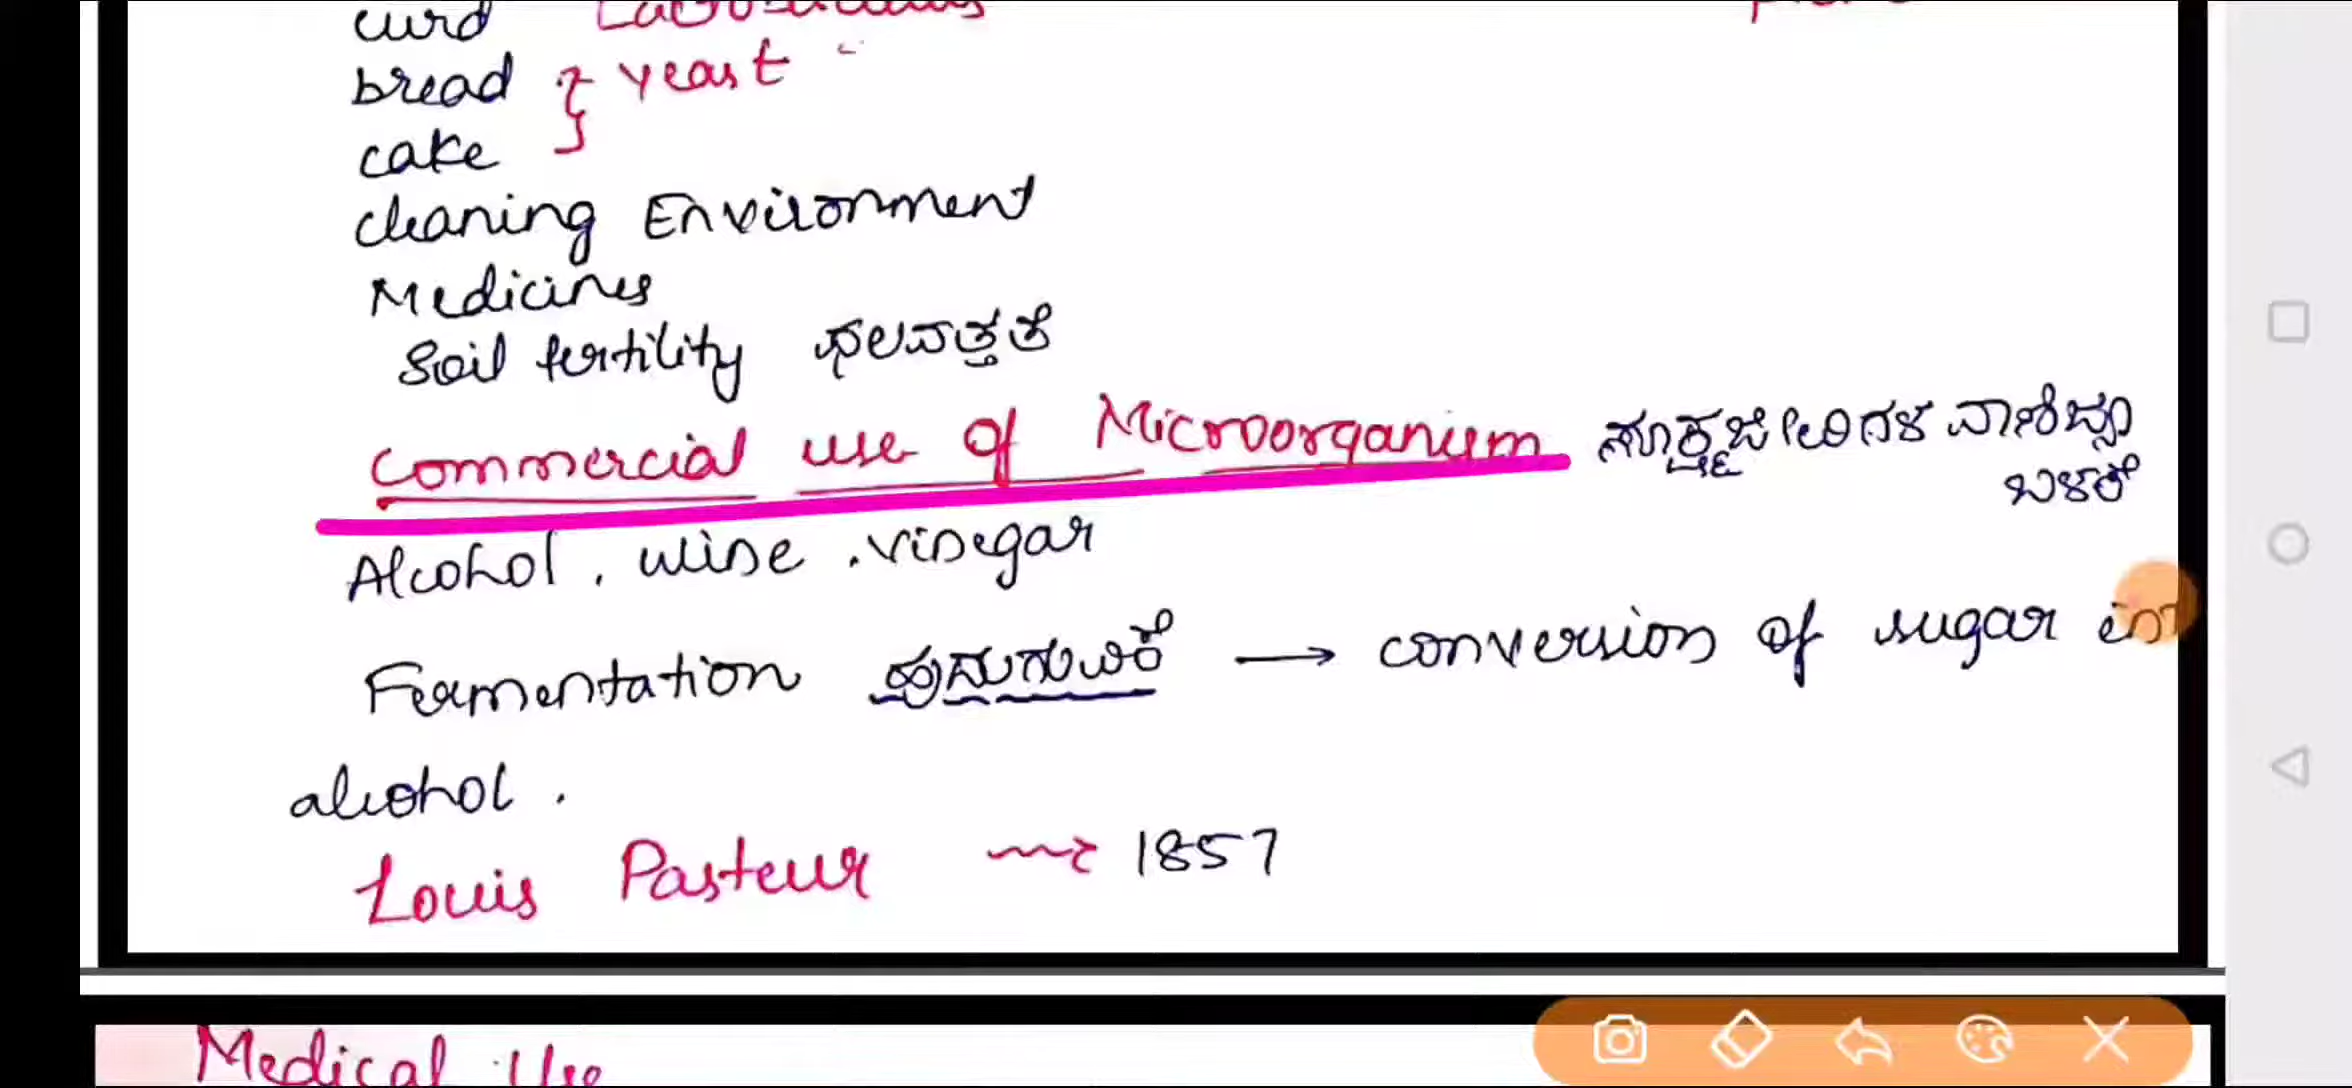 curd Lactobacillus
bread } yeast
cake
cleaning Environment
Medicines
Soil fertility ಫಲವತ್ತತೆ
Commercial use of Microorganism ಸೂಕ್ಷ್ಮಜೀವಿಗಳ ವಾಣಿಜ್ಯ
ಬಳಕೆ
Alcohol, wine, vinegar
Fermentation ಹುದುಗುವಿಕೆ → conversion of sugar
alcohol.
Louis Pasteur 1857
Medical Use